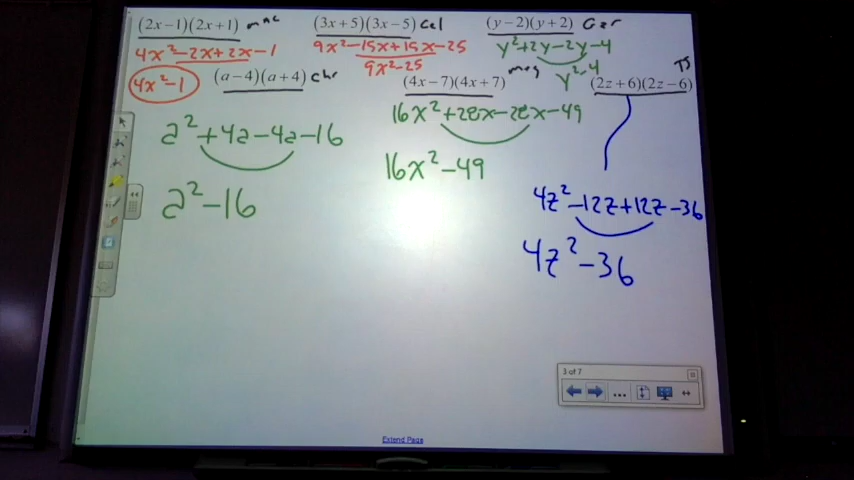 (2x−1)(2x+1)
4x²−2x+2x−1
4x²−1
(3x+5)(3x−5) Cal
9x²−15x+15x−25
9x²−25
(y−2)(y+2)
y²+2y−2y−4
y²−4
(a−4)(a+4) Chr
a²+4a−4a−16
a²−16
(4x−7)(4x+7)
16x²+28x−28x−49
16x²−49
(2z+6)(2z−6) TS
4z²−12z+12z−36
4z²−36
3 of 7
Extend Page